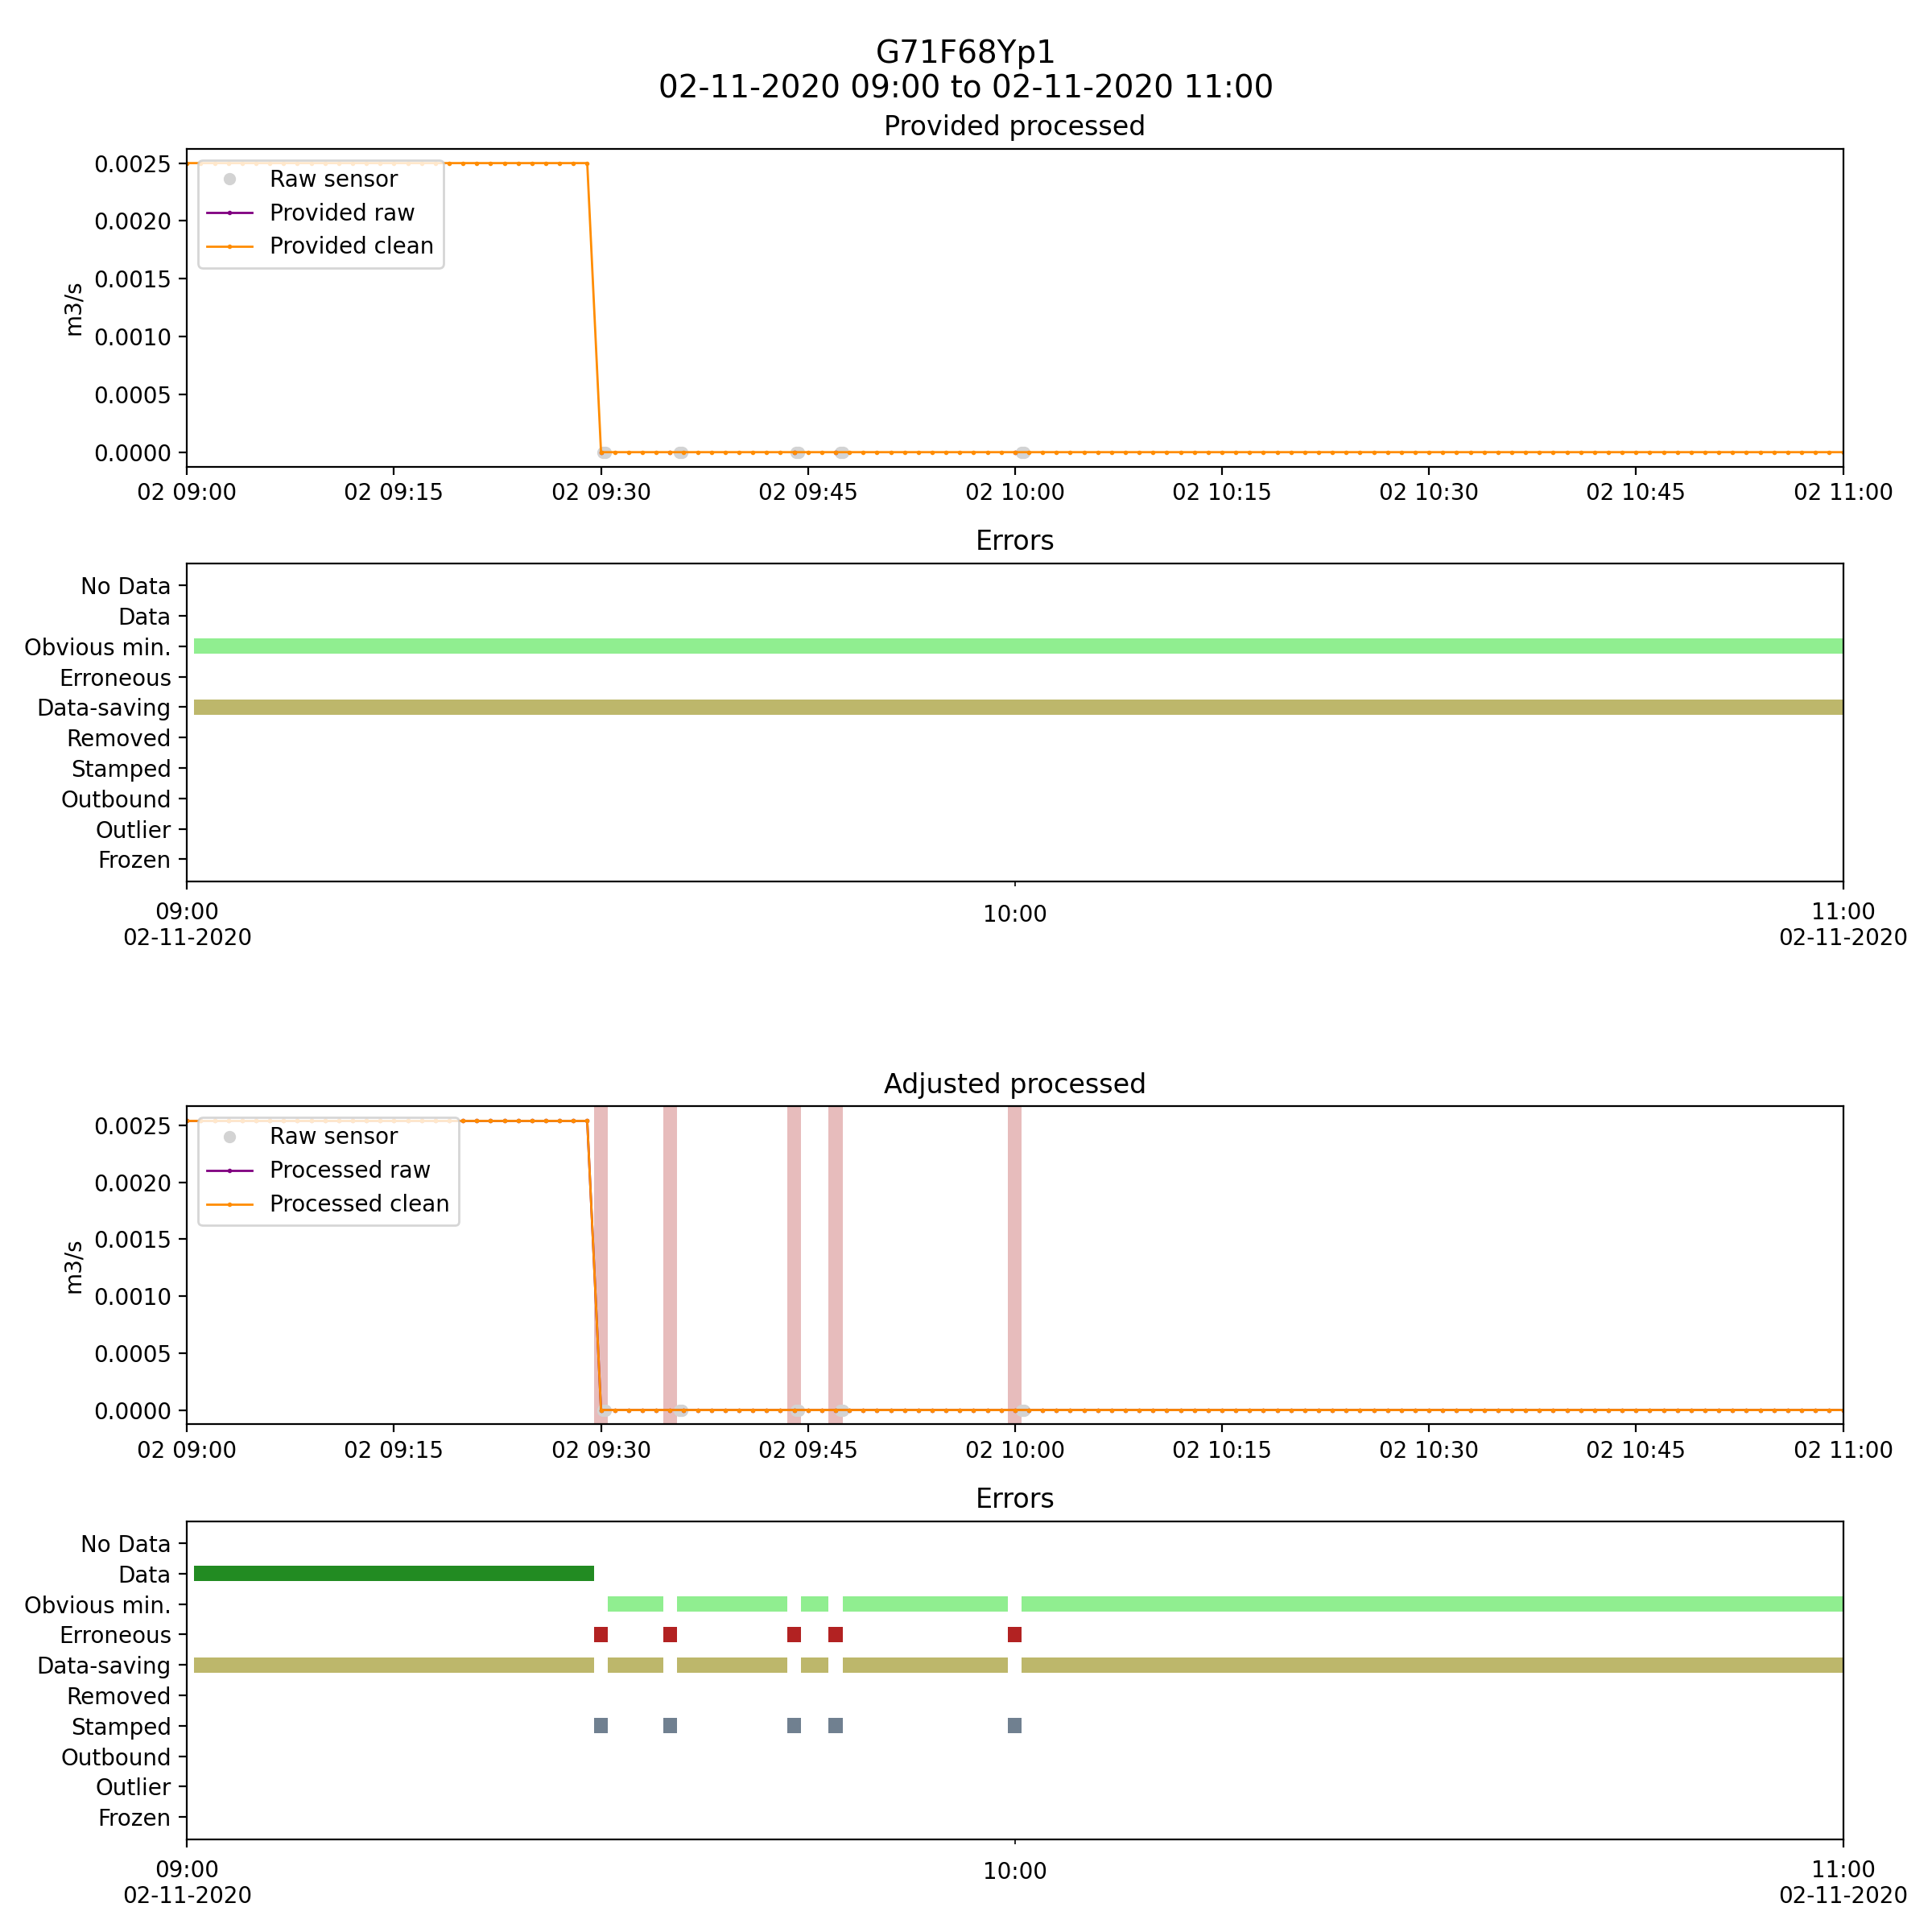 G71F68Yp1
02-11-2020 09:00 to 02-11-2020 11:00
Provided processed
m3/s
0.0025
0.0020
0.0015
0.0010
0.0005
0.0000
Raw sensor
Provided raw
Provided clean
02 09:00 02 09:15 02 09:30 02 09:45 02 10:00 02 10:15 02 10:30 02 10:45 02 11:00
Errors
No Data
Data
Obvious min.
Erroneous
Data-saving
Removed
Stamped
Outbound
Outlier
Frozen
09:00 10:00 11:00
02-11-2020 02-11-2020
Adjusted processed
m3/s
0.0025
0.0020
0.0015
0.0010
0.0005
0.0000
Raw sensor
Processed raw
Processed clean
02 09:00 02 09:15 02 09:30 02 09:45 02 10:00 02 10:15 02 10:30 02 10:45 02 11:00
Errors
No Data
Data
Obvious min.
Erroneous
Data-saving
Removed
Stamped
Outbound
Outlier
Frozen
09:00 10:00 11:00
02-11-2020 02-11-2020